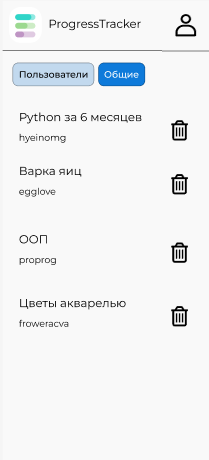 ProgressTracker
Пользователи Общие
Python за 6 месяцев
hyeinomg
Варка яиц
egglove
ООП
proprog
Цветы акварелью
froweracva